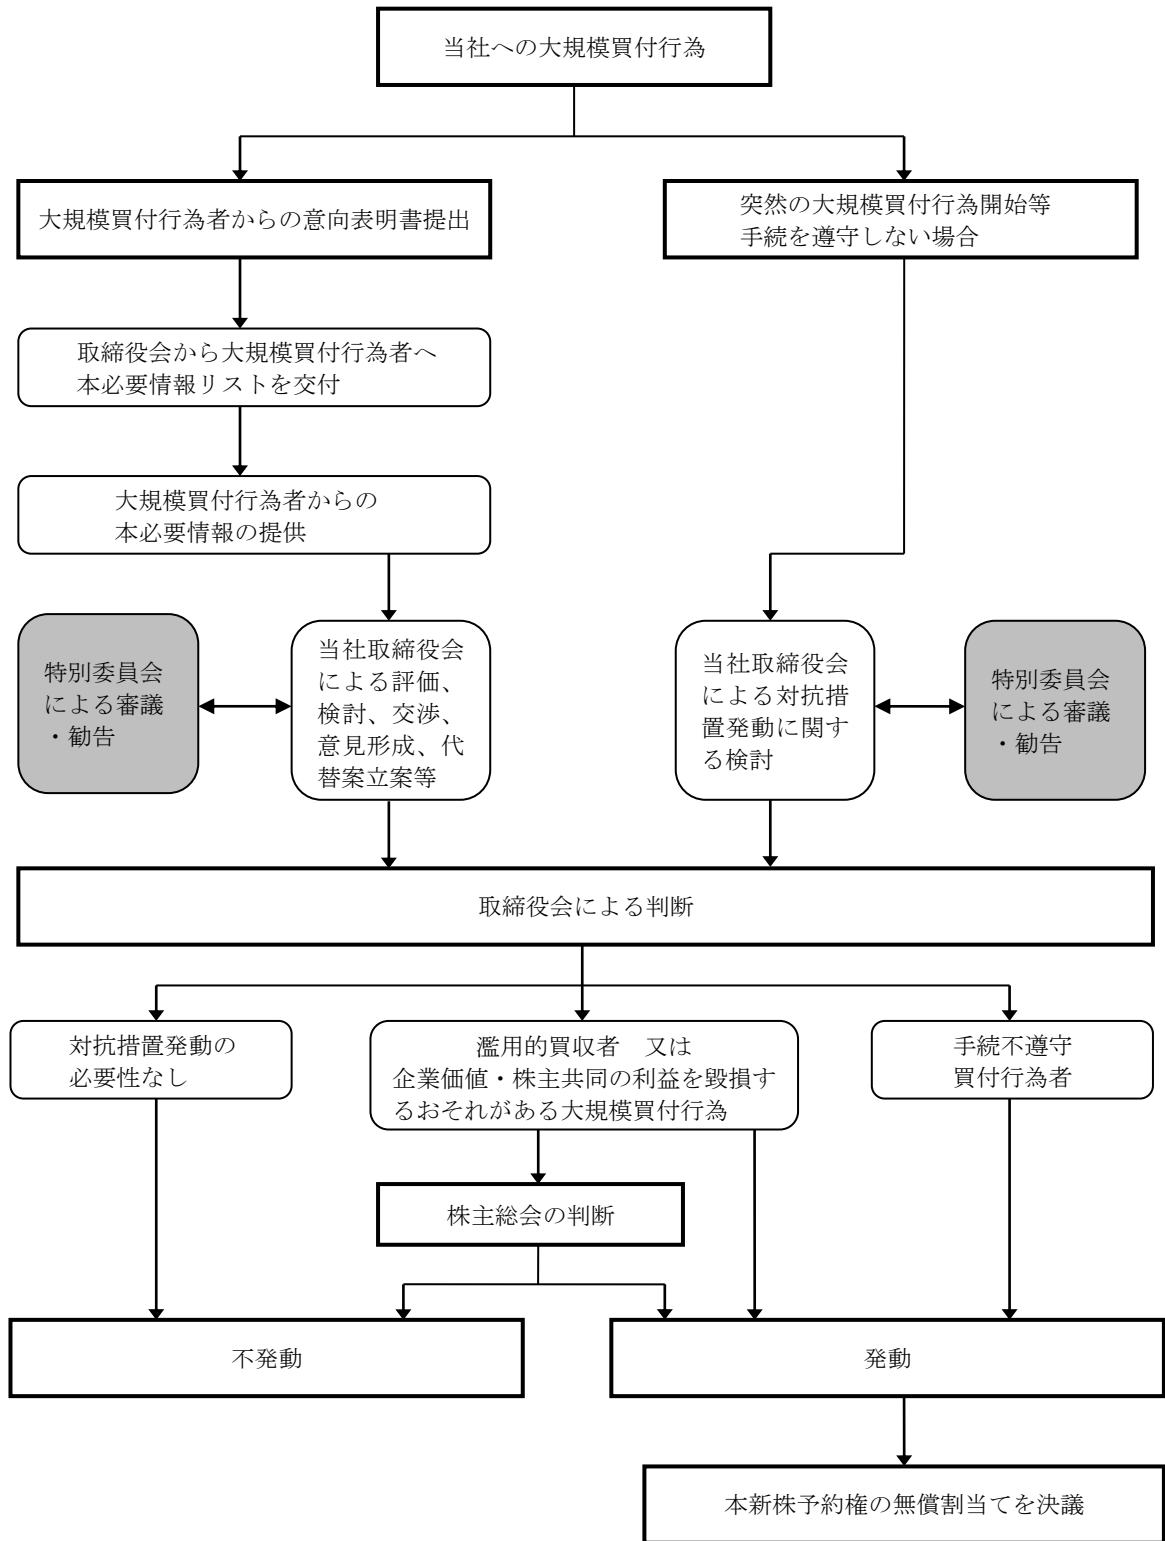 当社への大規模買付行為
大規模買付行為者からの意向表明書提出
突然の大規模買付行為開始等
手続を遵守しない場合
取締役会から大規模買付行為者へ
本必要情報リストを交付
大規模買付行為者からの
本必要情報の提供
特別委員会
による審議
・勧告
当社取締役会
による評価、
検討、交渉、
意見形成、代
替案立案等
当社取締役会
による対抗措
置発動に関す
る検討
特別委員会
による審議
・勧告
取締役会による判断
対抗措置発動の
必要性なし
濫用的買収者　又は
企業価値・株主共同の利益を毀損す
るおそれがある大規模買付行為
手続不遵守
買付行為者
株主総会の判断
不発動
発動
本新株予約権の無償割当てを決議